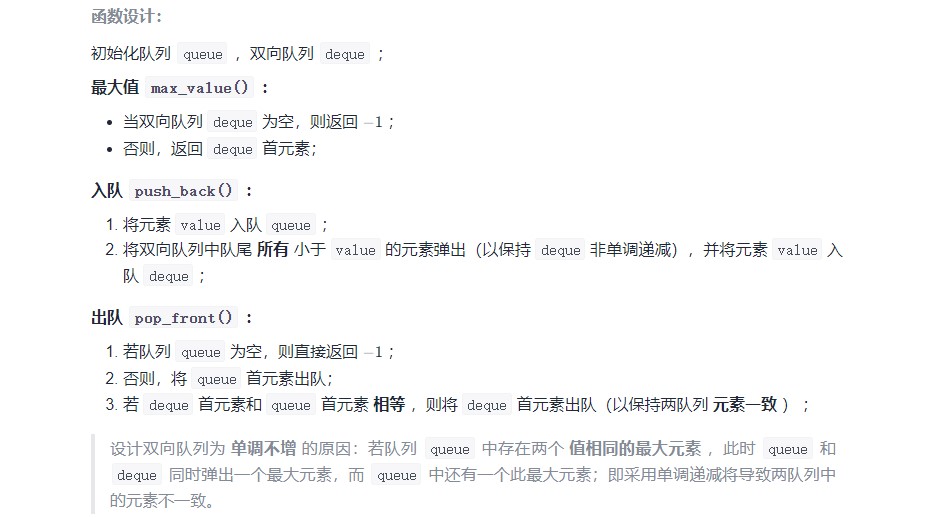 函数设计：
初始化队列 queue ，双向队列 deque ；
最大值 max_value() ：
• 当双向队列 deque 为空，则返回 −1 ；
• 否则，返回 deque 首元素；
入队 push_back() ：
1. 将元素 value 入队 queue ；
2. 将双向队列中队尾 所有 小于 value 的元素弹出（以保持 deque 非单调递减），并将元素 value 入
队 deque ；
出队 pop_front() ：
1. 若队列 queue 为空，则直接返回 −1 ；
2. 否则，将 queue 首元素出队；
3. 若 deque 首元素和 queue 首元素 相等 ，则将 deque 首元素出队（以保持两队列 元素一致 ） ；
设计双向队列为 单调不增 的原因：若队列 queue 中存在两个 值相同的最大元素 ，此时 queue 和
deque 同时弹出一个最大元素，而 queue 中还有一个此最大元素；即采用单调递减将导致两队列中
的元素不一致。